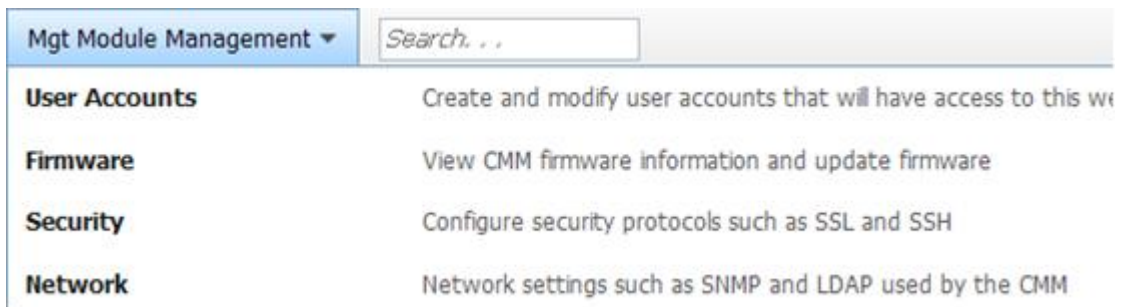 Mgt Module Management Search. . .
User Accounts Create and modify user accounts that will have access to this
Firmware View CMM firmware information and update firmware
Security Configure security protocols such as SSL and SSH
Network Network settings such as SNMP and LDAP used by the CMM